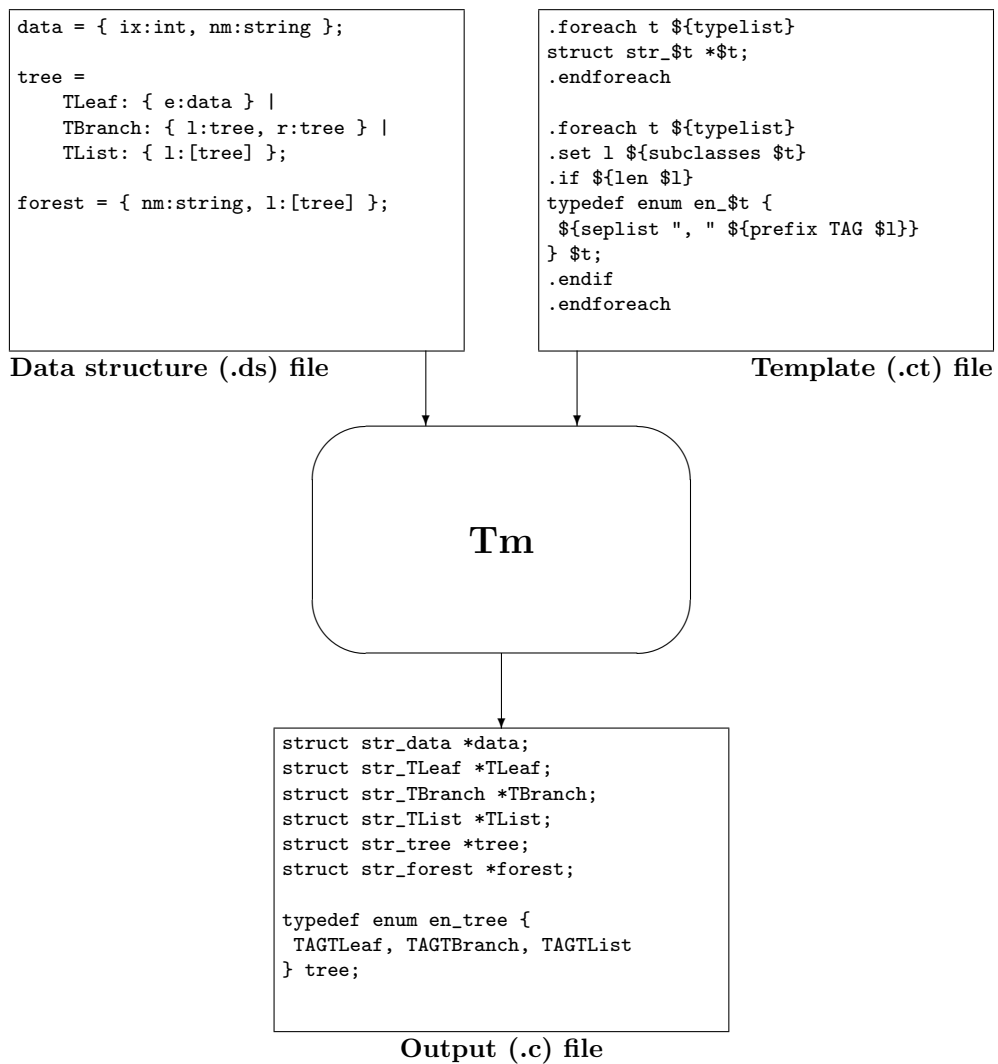 data = { ix:int, nm:string };
tree =
    TLeaf: { e:data } |
    TBranch: { l:tree, r:tree } |
    TList: { l:[tree] };
forest = { nm:string, l:[tree] };
Data structure (.ds) file
.foreach t ${typelist}
struct str_$t *$t;
.endforeach
.foreach t ${typelist}
.set l ${subclasses $t}
.if ${len $l}
typedef enum en_$t {
 ${seplist ", " ${prefix TAG $l}}
} $t;
.endif
.endforeach
Template (.ct) file
Tm
struct str_data *data;
struct str_TLeaf *TLeaf;
struct str_TBranch *TBranch;
struct str_TList *TList;
struct str_tree *tree;
struct str_forest *forest;
typedef enum en_tree {
 TAGTLeaf, TAGTBranch, TAGTList
} tree;
Output (.c) file